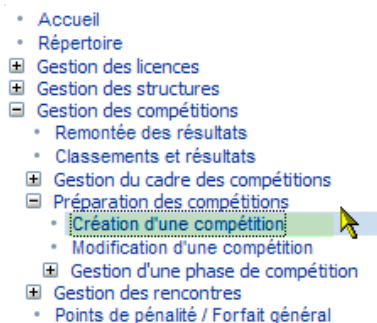 Accueil
Répertoire
Gestion des licences
Gestion des structures
Gestion des compétitions
Remontée des résultats
Classements et résultats
Gestion du cadre des compétitions
Préparation des compétitions
Création d'une compétition
Modification d'une compétition
Gestion d'une phase de compétition
Gestion des rencontres
Points de pénalité / Forfait général